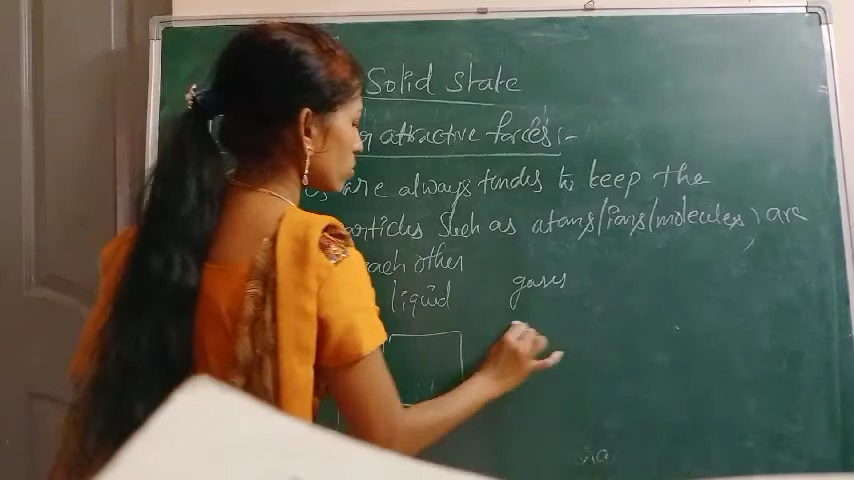 Solid state
attractive forces :-
are always tends to keep the
articles such as atoms/ions/molecules, are
each other
liquid gases